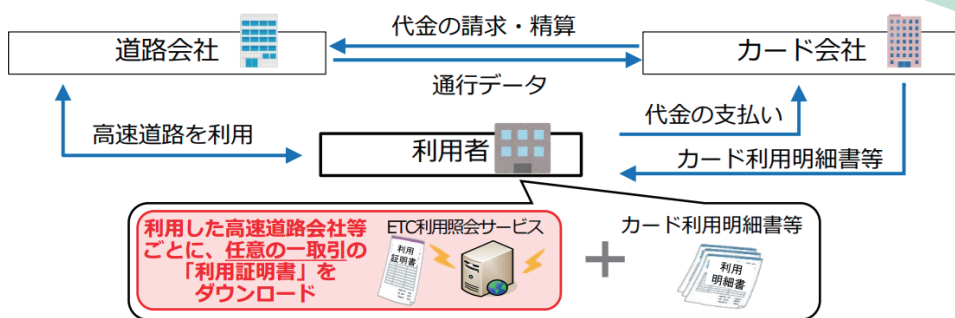 代金の請求・精算
道路会社
カード会社
通行データ
高速道路を利用
代金の支払い
利用者
カード利用明細書等
利用した高速道路会社等
ごとに、任意の一取引の
「利用証明書」を
ダウンロード
ETC利用照会サービス
利用
証明書
+
カード利用明細書等
利用
明細書